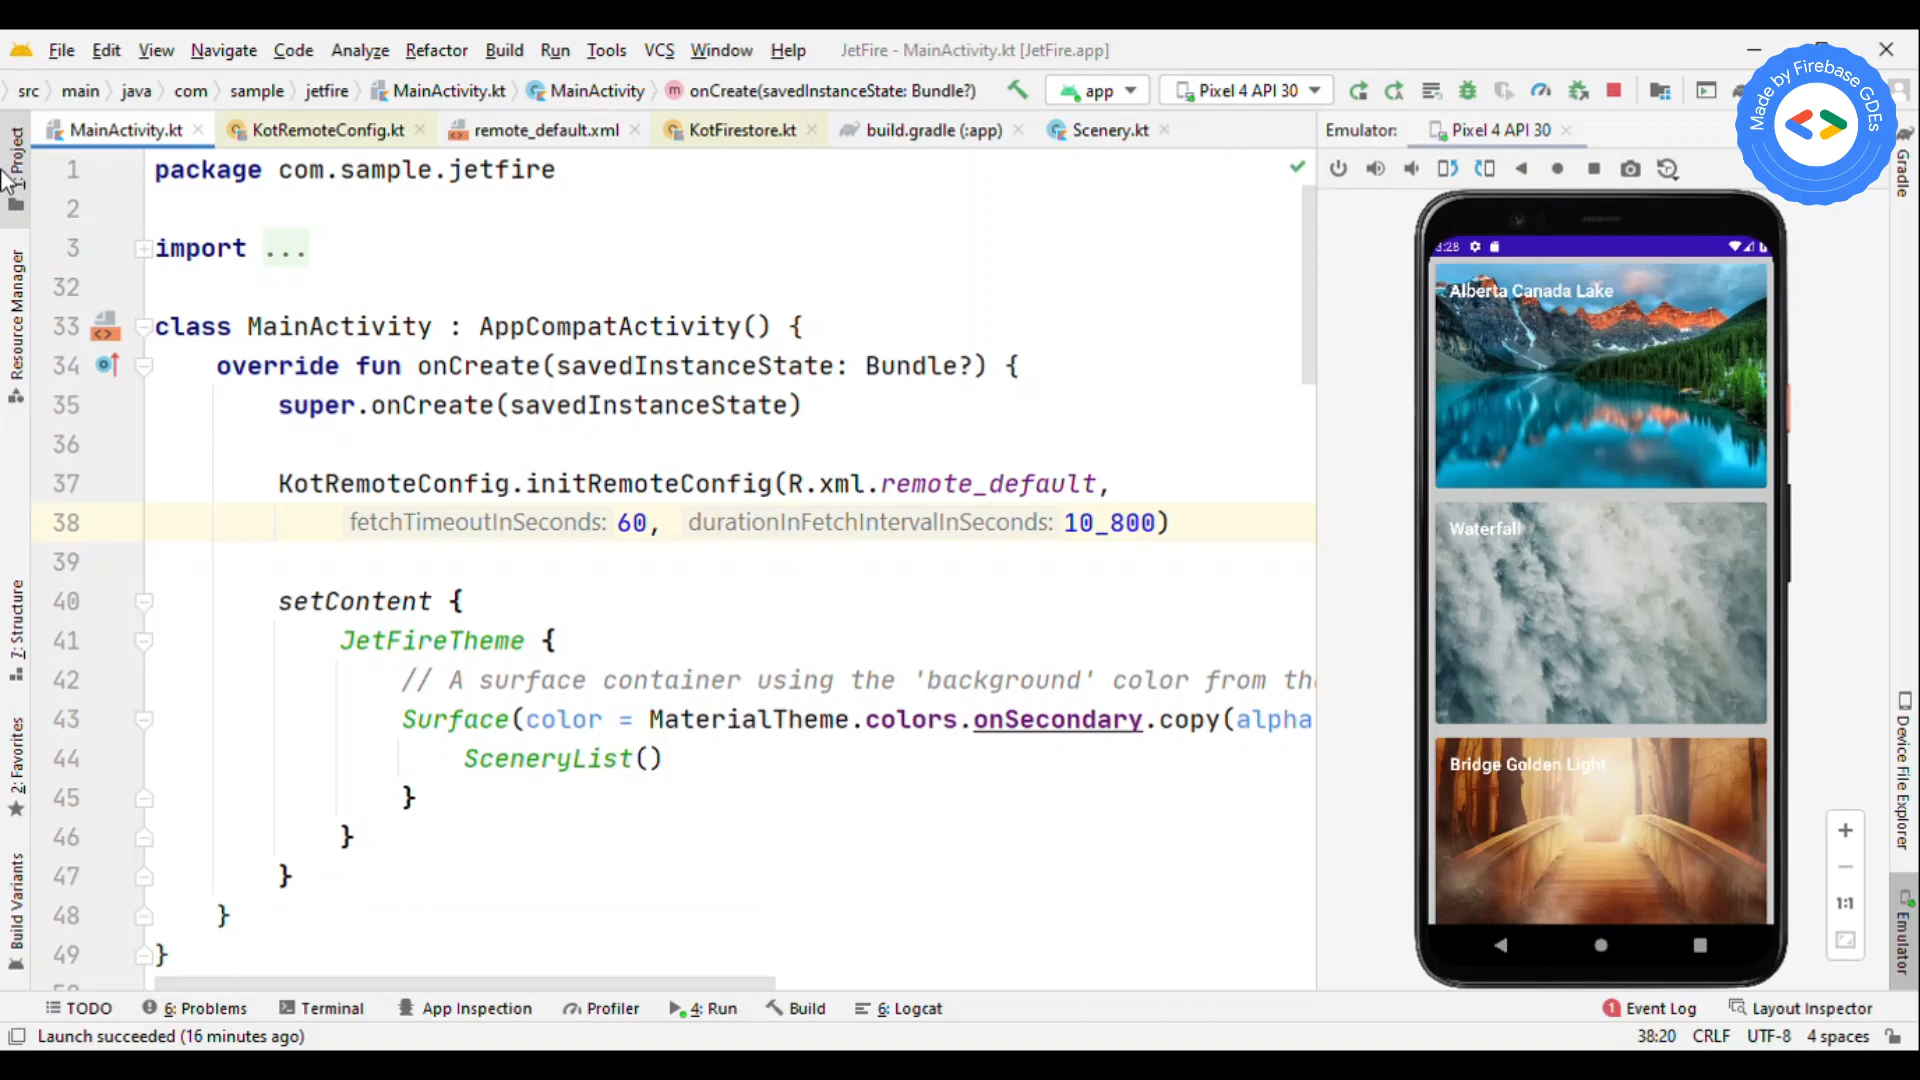 File Edit View Navigate Code Analyze Refactor Build Run Tools VCS Window Help JetFire - MainActivity.kt [JetFire.app]
src main java com sample jetfire MainActivity.kt MainActivity onCreate(savedInstanceState: Bundle?) app Pixel 4 API 30
MainActivity.kt KotRemoteConfig.kt remote_default.xml KotFirestore.kt build.gradle (:app) Scenery.kt Emulator: Pixel 4 API 30
Made by Firebase GDEs
1: Project
Resource Manager
7: Structure
2: Favorites
Build Variants
1 package com.sample.jetfire
2
3 import ...
32
33 class MainActivity : AppCompatActivity() {
34 override fun onCreate(savedInstanceState: Bundle?) {
35 super.onCreate(savedInstanceState)
36
37 KotRemoteConfig.initRemoteConfig(R.xml.remote_default,
38 fetchTimeoutInSeconds: 60, durationInFetchIntervalInSeconds: 10_800)
39
40 setContent {
41 JetFireTheme {
42 // A surface container using the 'background' color from th
43 Surface(color = MaterialTheme.colors.onSecondary.copy(alpha
44 SceneryList()
45 }
46 }
47 }
48 }
49 }
3:28
Alberta Canada Lake
Waterfall
Bridge Golden Light
1:1
Gradle
Device File Explorer
Emulator
TODO 6: Problems Terminal App Inspection Profiler 4: Run Build 6: Logcat 1 Event Log Layout Inspector
Launch succeeded (16 minutes ago) 38:20 CRLF UTF-8 4 spaces